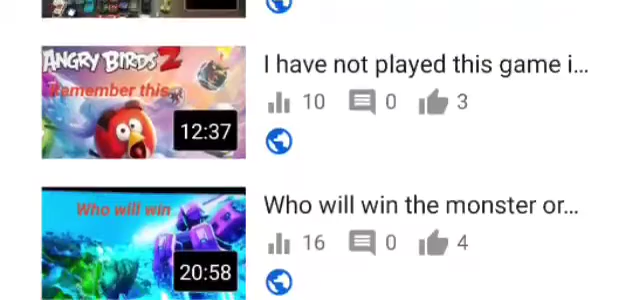 ANGRY BIRDS 2
Remember this
12:37
I have not played this game i...
10 0 3
Who will win
20:58
Who will win the monster or...
16 0 4